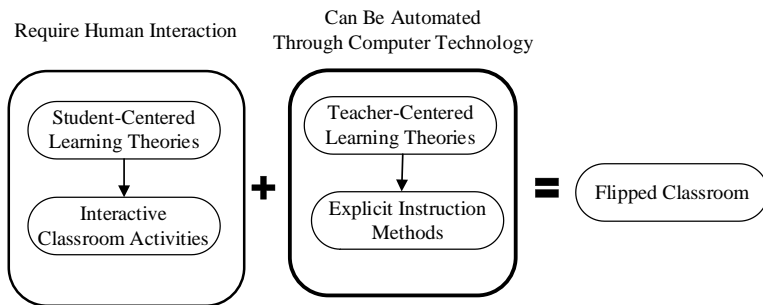 Require Human Interaction
Can Be Automated
Through Computer Technology
Student-Centered
Learning Theories
Interactive
Classroom Activities
+
Teacher-Centered
Learning Theories
Explicit Instruction
Methods
=
Flipped Classroom